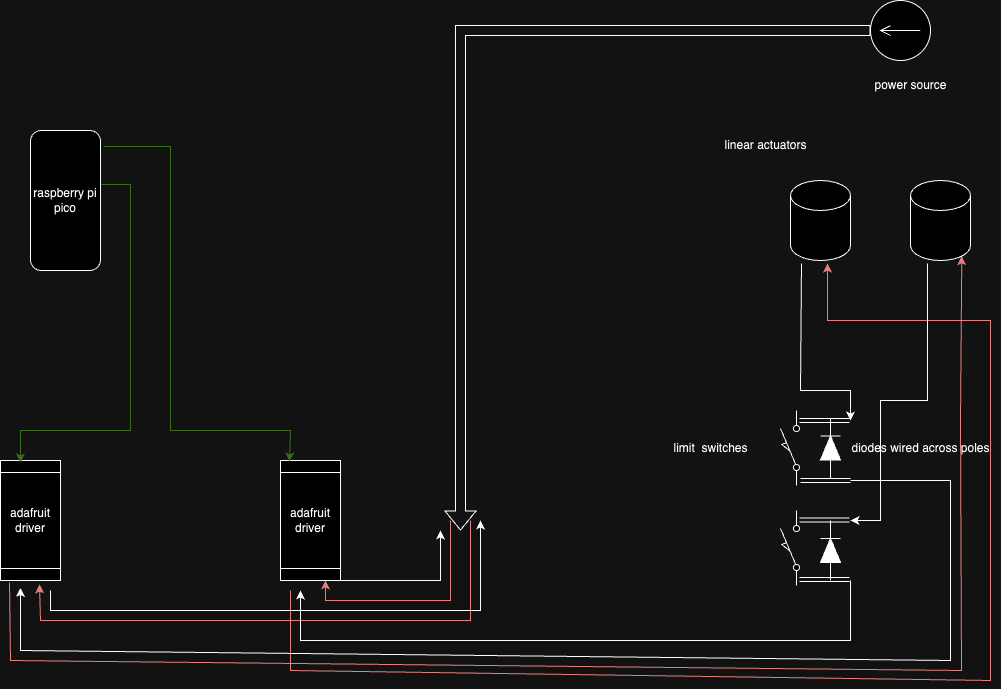 power source
linear actuators
raspberry pi
pico
limit  switches
diodes wired across poles
adafruit
driver
adafruit
driver